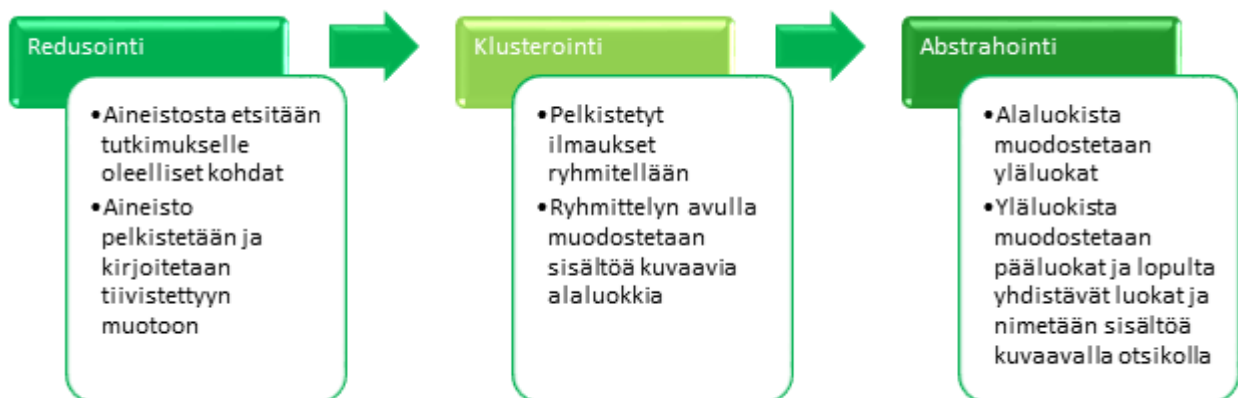 Redusointi
•Aineistosta etsitään
tutkimukselle
oleelliset kohdat
•Aineisto
pelkistetään ja
kirjoitetaan
tiivistettyyn
muotoon
Klusterointi
•Pelkistetyt
ilmaukset
ryhmitellään
•Ryhmittelyn avulla
muodostetaan
sisältöä kuvaavia
alaluokkia
Abstrahointi
•Alaluokista
muodostetaan
yläluokat
•Yläluokista
muodostetaan
pääluokat ja lopulta
yhdistävät luokat ja
nimetään sisältöä
kuvaavalla otsikolla